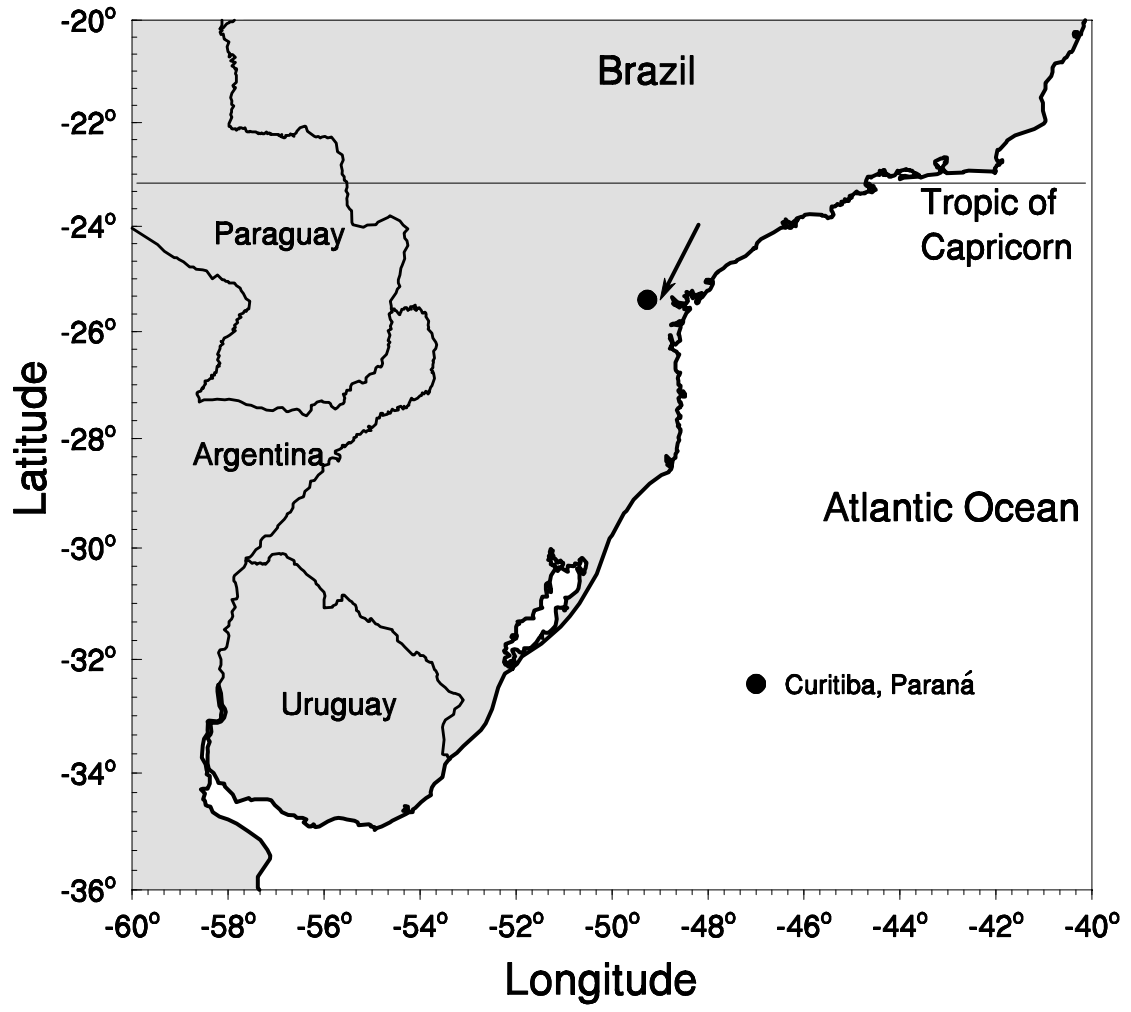 -20º
Brazil
-22º
Tropic of
Capricorn
-24º
Paraguay
-26º
Latitude
-28º
Argentina
Atlantic Ocean
-30º
-32º
Curitiba, Paraná
Uruguay
-34º
-36º
-60º -58º -56º -54º -52º -50º -48º -46º -44º -42º -40º
Longitude